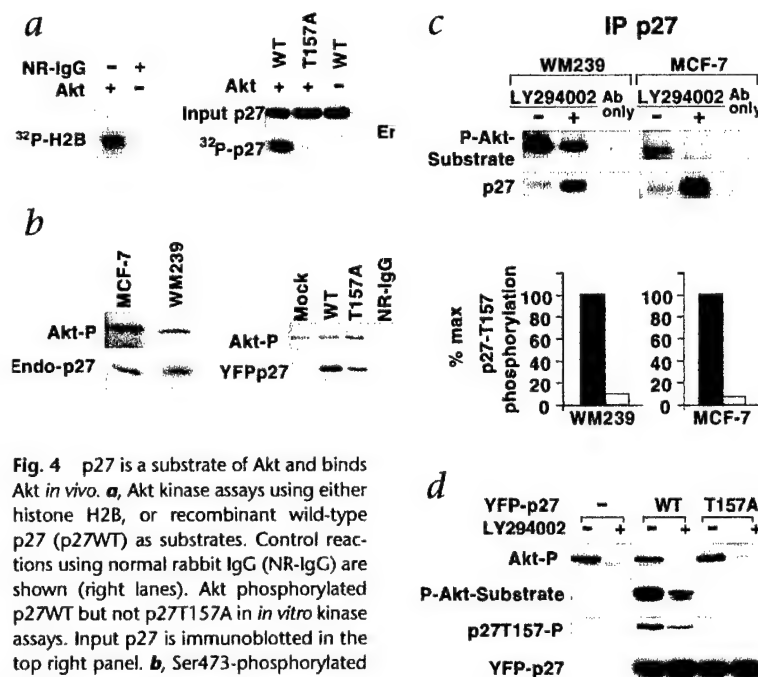 a
NR-IgG - +
Akt + -
32P-H2B
WT T157A WT
Akt + + -
Input p27
32P-p27
Er
b
MCF-7 WM239
Akt-P
Endo-p27
Mock WT T157A NR-IgG
Akt-P
YFPp27
Fig. 4 p27 is a substrate of Akt and binds
Akt in vivo. a, Akt kinase assays using either
histone H2B, or recombinant wild-type
p27 (p27WT) as substrates. Control reac-
tions using normal rabbit IgG (NR-IgG) are
shown (right lanes). Akt phosphorylated
p27WT but not p27T157A in in vitro kinase
assays. Input p27 is immunoblotted in the
top right panel. b, Ser473-phosphorylated
c
IP p27
WM239 MCF-7
LY294002 Ab only LY294002 Ab only
- + - +
P-Akt-
Substrate
p27
% max
p27-T157
phosphorylation
100 100
80 80
60 60
40 40
20 20
0 0
WM239 MCF-7
d
YFP-p27 - WT T157A
LY294002 - + - + - +
Akt-P
P-Akt-Substrate
p27T157-P
YFP-p27